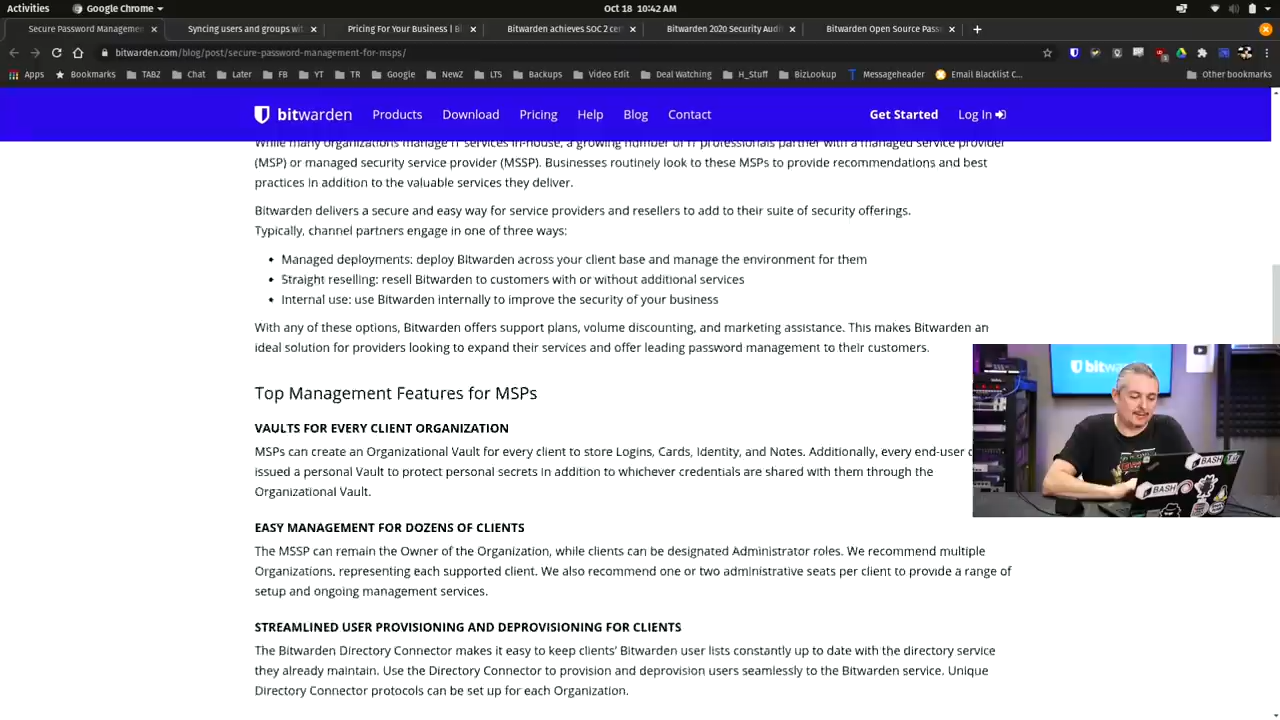 Activities
Google Chrome
OCT 18 10:42 AM
Secure Password Managemen
Syncing users and groups wit
Pricing For Your Business | Bi
Bitwarden achieves SOC 2 cert
Bitwarden 2020 Security Audi
Bitwarden Open Source Pass
bitwarden.com/blog/post/secure-password-management-for-msps/
Apps
Bookmarks
TABZ
Chat
Later
FB
YT
TR
Google
NewZ
LTS
Backups
Video Edit
Deal Watching
H_Stuff
BizLookup
Messageheader
Email Blacklist C...
Other bookmarks
bitwarden
Products
Download
Pricing
Help
Blog
Contact
Get Started
Log In
While many organizations manage IT services in-house, a growing number of IT professionals partner with a managed service provider
(MSP) or managed security service provider (MSSP). Businesses routinely look to these MSPs to provide recommendations and best
practices in addition to the valuable services they deliver.
Bitwarden delivers a secure and easy way for service providers and resellers to add to their suite of security offerings.
Typically, channel partners engage in one of three ways:
• Managed deployments: deploy Bitwarden across your client base and manage the environment for them
• Straight reselling: resell Bitwarden to customers with or without additional services
• Internal use: use Bitwarden internally to improve the security of your business
With any of these options, Bitwarden offers support plans, volume discounting, and marketing assistance. This makes Bitwarden an
ideal solution for providers looking to expand their services and offer leading password management to their customers.
Top Management Features for MSPs
VAULTS FOR EVERY CLIENT ORGANIZATION
MSPs can create an Organizational Vault for every client to store Logins, Cards, Identity, and Notes. Additionally, every end-user
issued a personal Vault to protect personal secrets in addition to whichever credentials are shared with them through the
Organizational Vault.
EASY MANAGEMENT FOR DOZENS OF CLIENTS
The MSSP can remain the Owner of the Organization, while clients can be designated Administrator roles. We recommend multiple
Organizations, representing each supported client. We also recommend one or two administrative seats per client to provide a range of
setup and ongoing management services.
STREAMLINED USER PROVISIONING AND DEPROVISIONING FOR CLIENTS
The Bitwarden Directory Connector makes it easy to keep clients' Bitwarden user lists constantly up to date with the directory service
they already maintain. Use the Directory Connector to provision and deprovision users seamlessly to the Bitwarden service. Unique
Directory Connector protocols can be set up for each Organization.
bitw
BASH
BASH